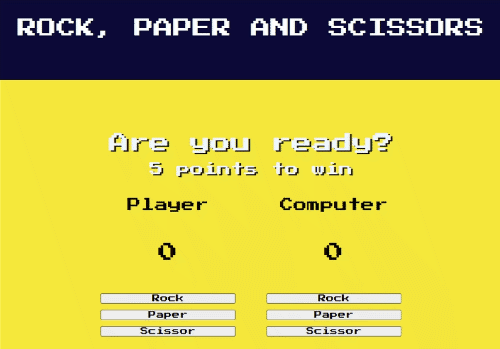 ROCK, PAPER AND SCISSORS
Are you ready?
5 points to win
Player Computer
0 0
Rock Rock
Paper Paper
Scissor Scissor